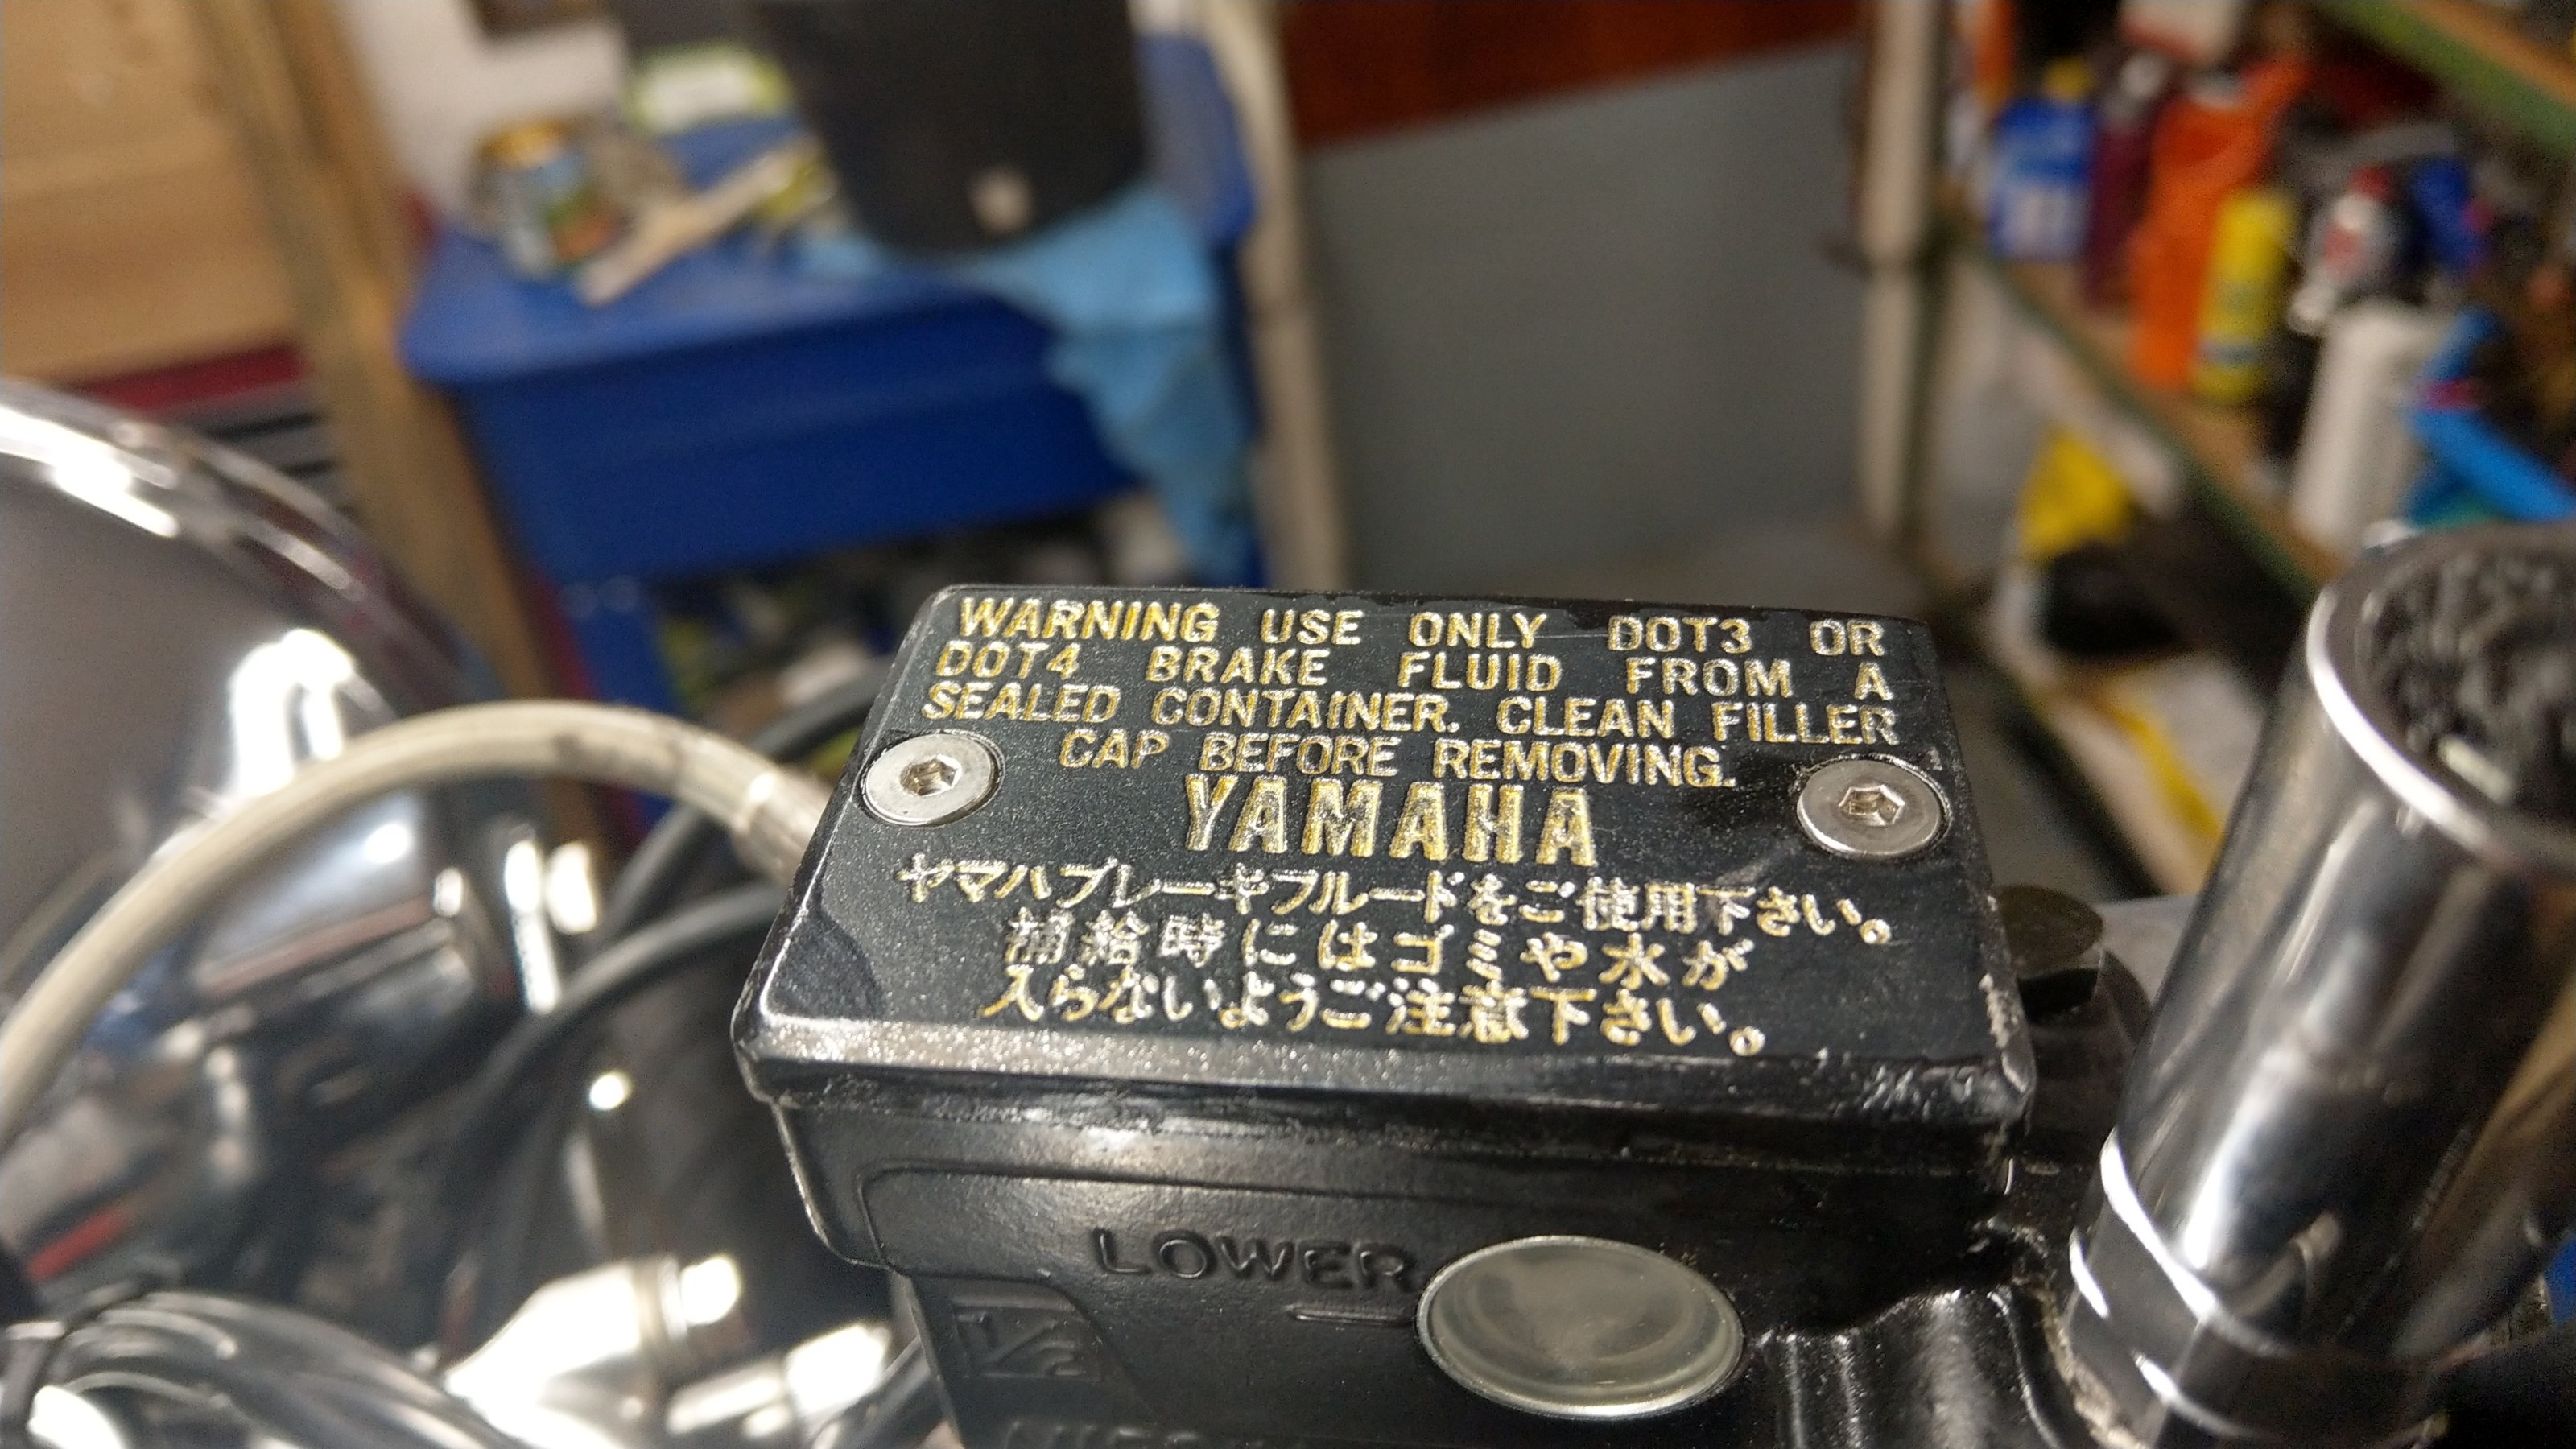 WARNING USE ONLY DOT3 OR
DOT4 BRAKE FLUID FROM A
SEALED CONTAINER. CLEAN FILLER
CAP BEFORE REMOVING.
YAMAHA
ヤマハブレーキフルードをご使用下さい。
補給時にはゴミや水が
入らないようご注意下さい。
LOWER